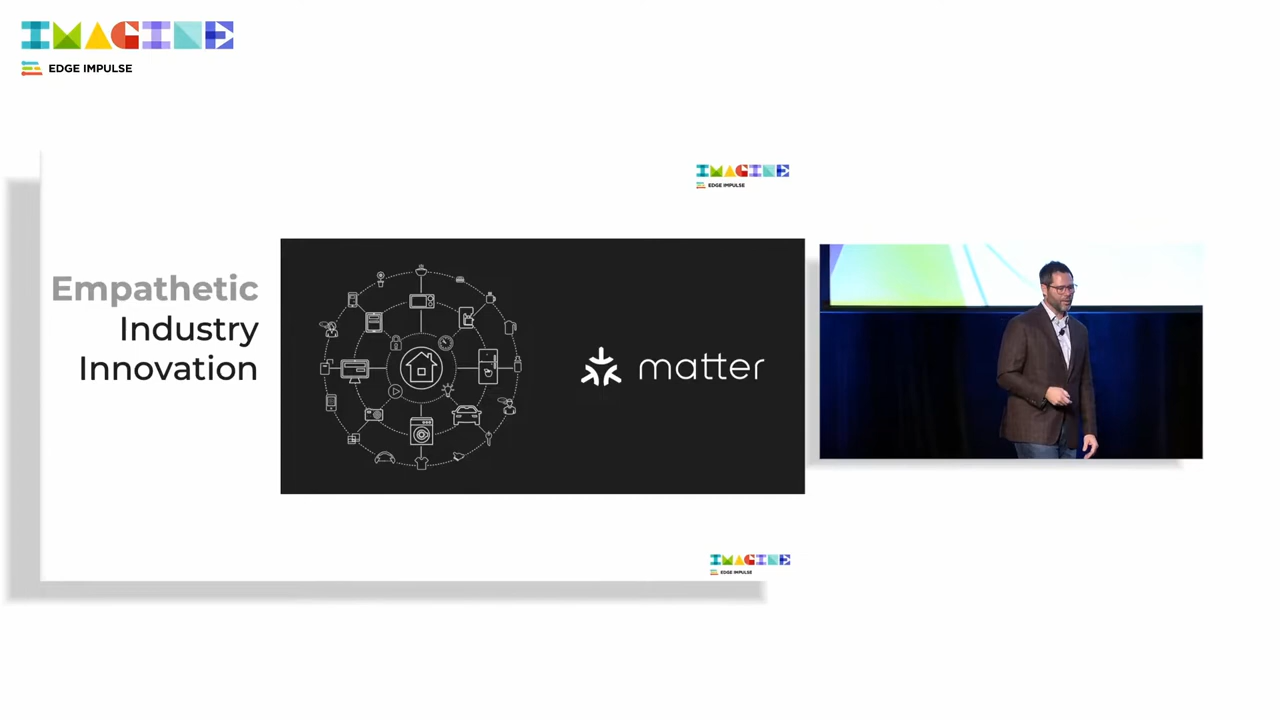 IMAGINE
EDGE IMPULSE
IMAGINE
EDGE IMPULSE
Empathetic
Industry
Innovation
matter
IMAGINE
EDGE IMPULSE